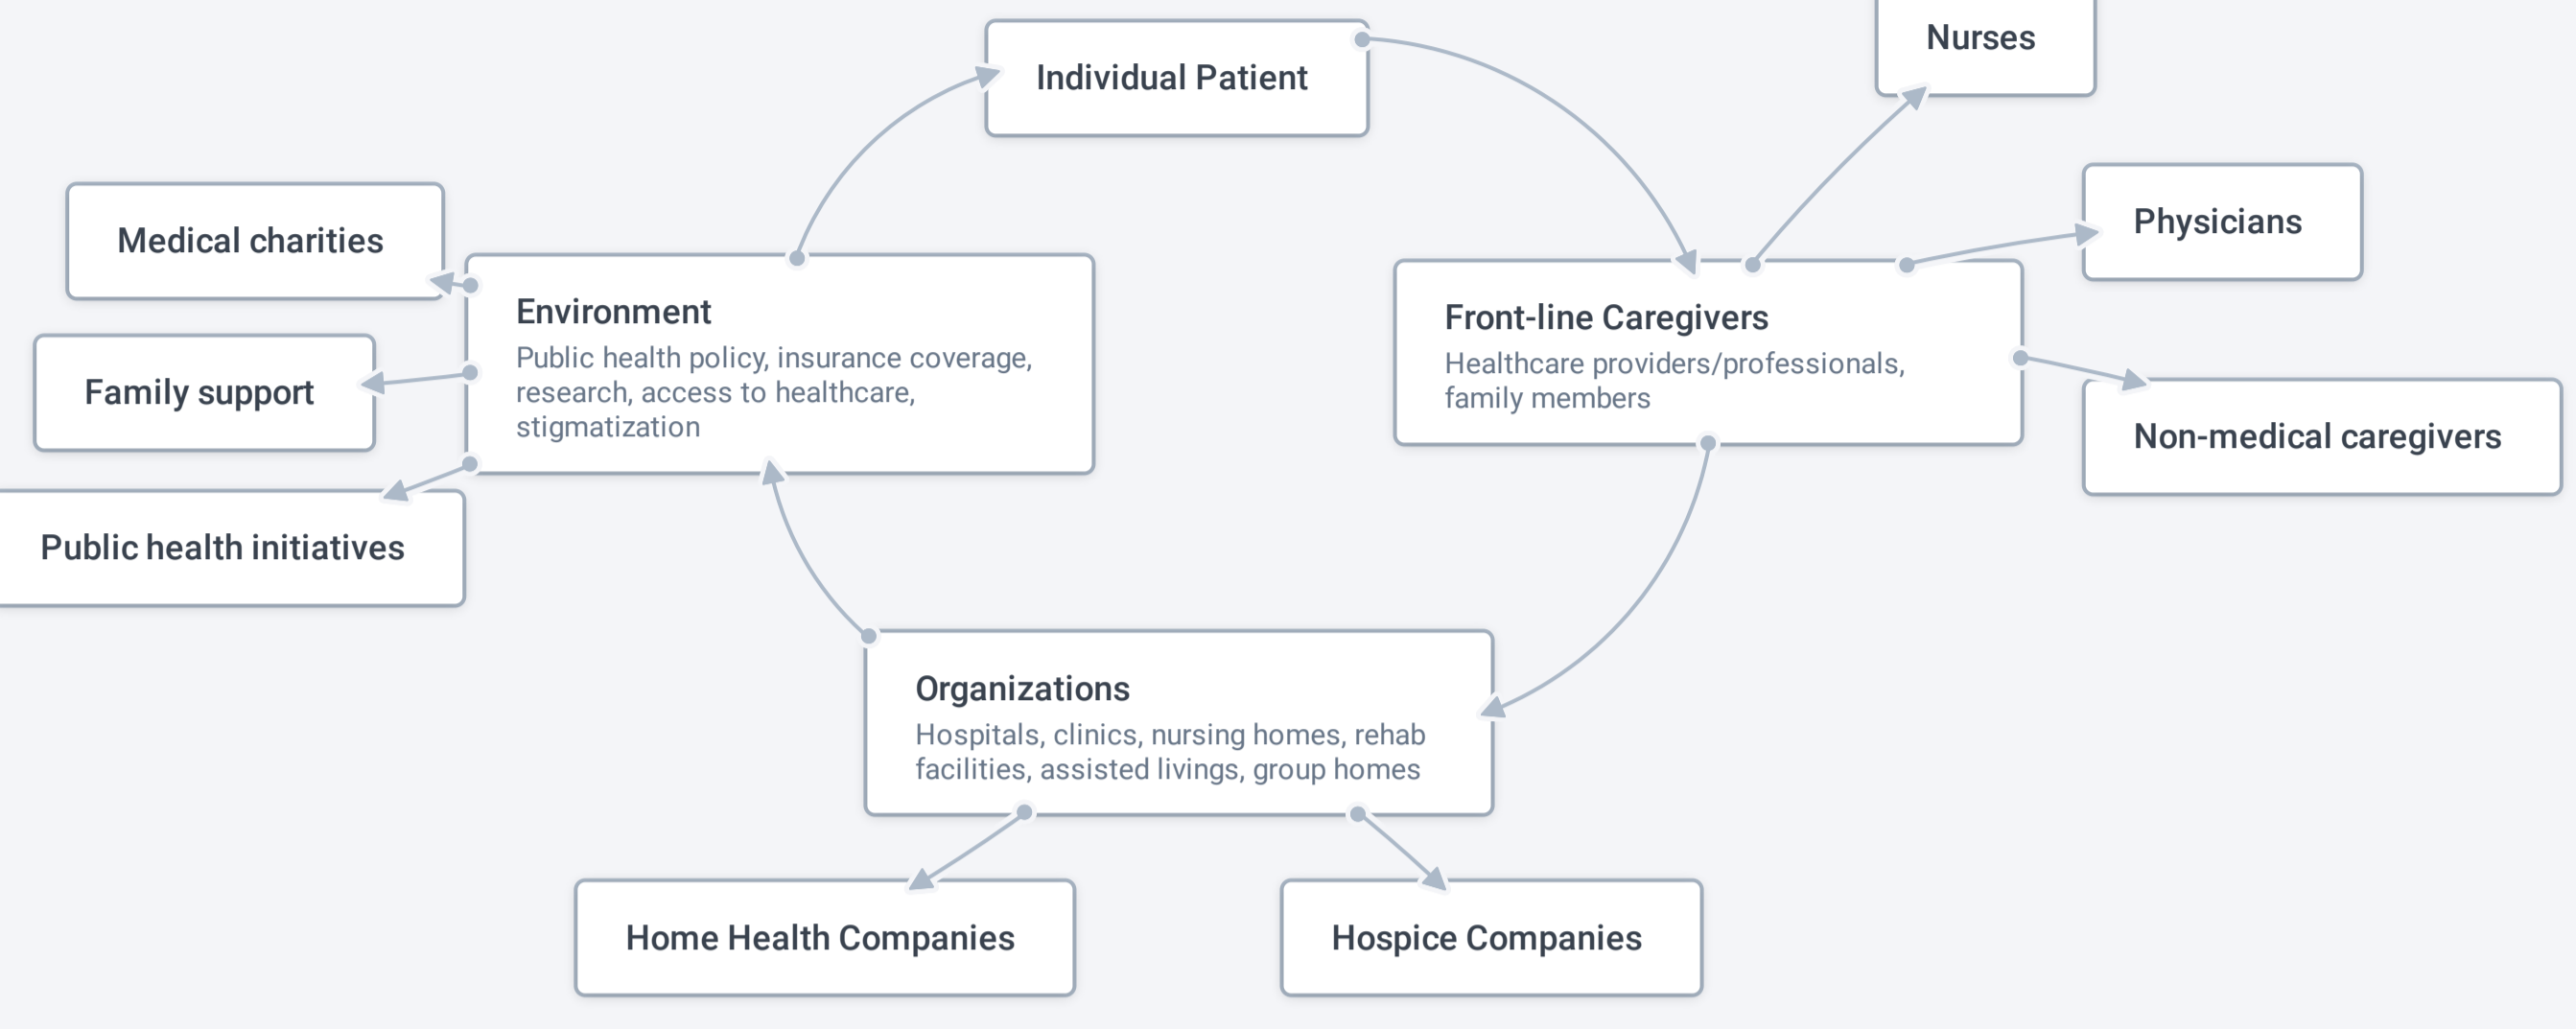 Individual Patient
Nurses
Physicians
Medical charities
Environment
Public health policy, insurance coverage,
research, access to healthcare,
stigmatization
Front-line Caregivers
Healthcare providers/professionals,
family members
Family support
Non-medical caregivers
Public health initiatives
Organizations
Hospitals, clinics, nursing homes, rehab
facilities, assisted livings, group homes
Home Health Companies
Hospice Companies